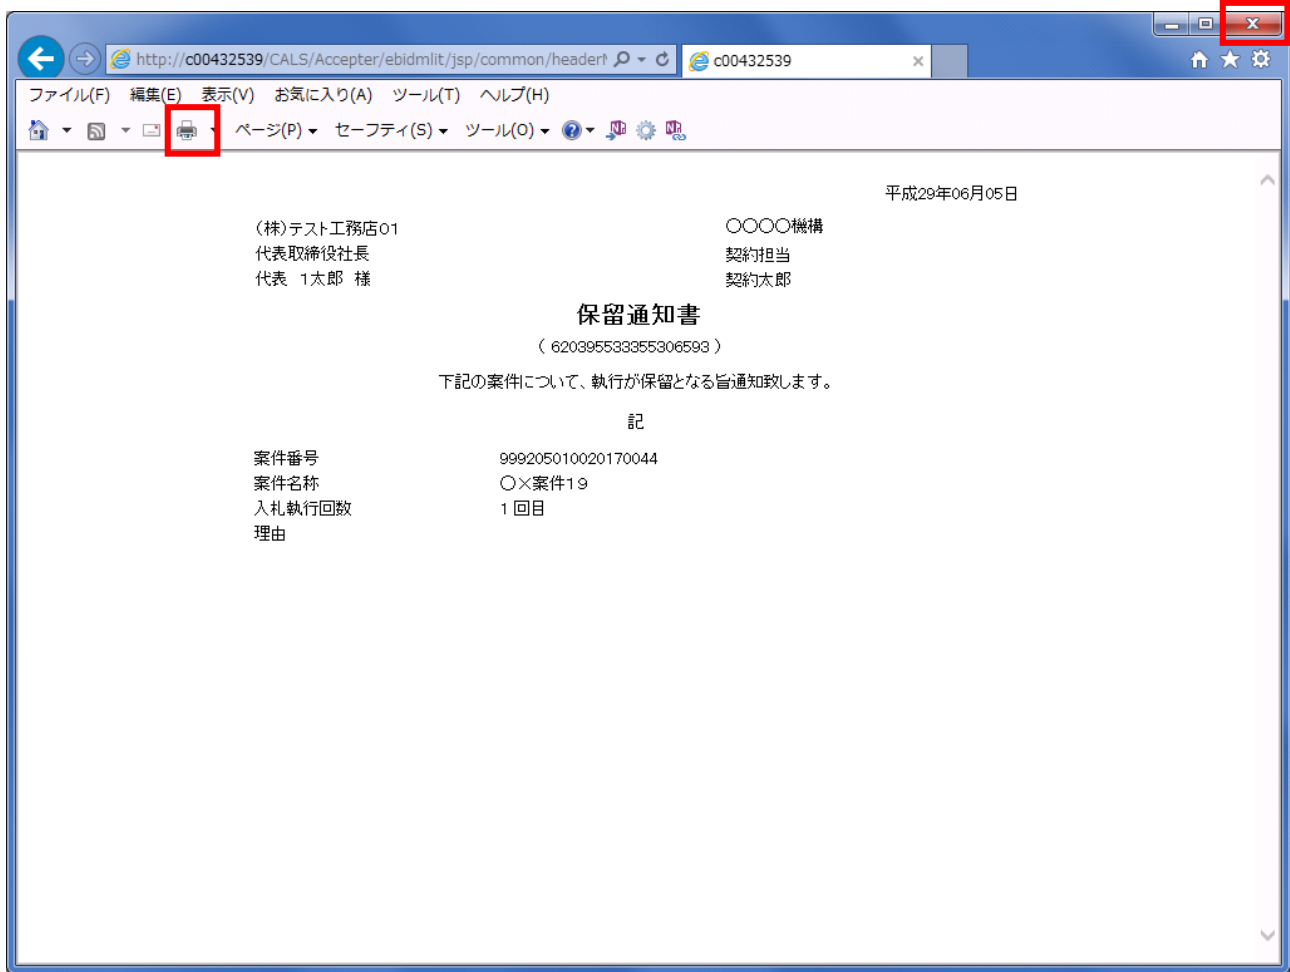 x
http://c00432539/CALS/Accepter/ebidmlit/jsp/common/header
c00432539
ファイル(F) 編集(E) 表示(V) お気に入り(A) ツール(T) ヘルプ(H)
ページ(P) セーフティ(S) ツール(O)
平成29年06月05日
(株)テスト工務店01
〇〇〇〇機構
代表取締役社長
契約担当
代表 1太郎 様
契約太郎
保留通知書
( 620395533355306593 )
下記の案件について、執行が保留となる旨通知致します。
記
案件番号 999205010020170044
案件名称 〇×案件19
入札執行回数 1回目
理由